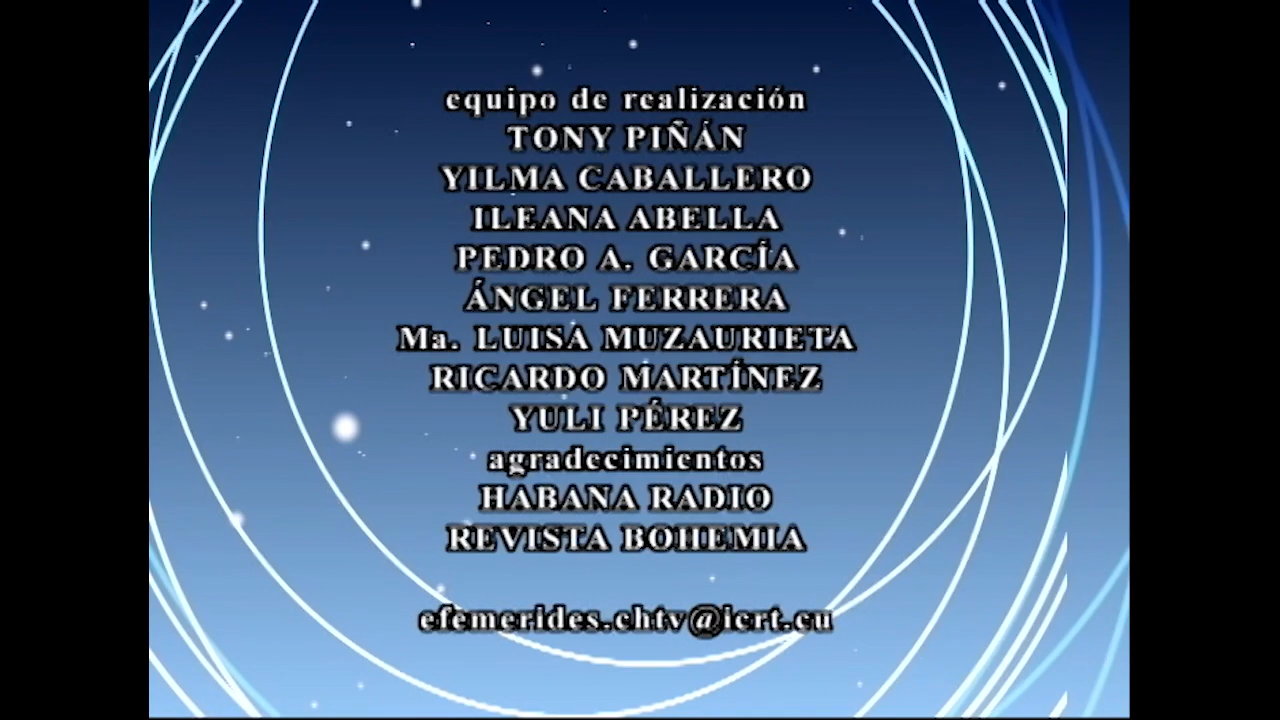 equipo de realización
TONY PIÑÁN
YILMA CABALLERO
ILEANA ABELLA
PEDRO A. GARCÍA
ÁNGEL FERRERA
Ma. LUISA MUZAURIETA
RICARDO MARTÍNEZ
YULI PÉREZ
agradecimientos
HABANA RADIO
REVISTA BOHEMIA
efemerides.chtv@icrt.cu